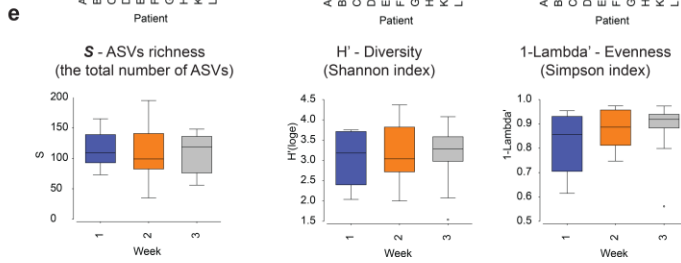 A B C D E F G H K L
A B C D E F G H K L
A B C D E F G H K L
Patient
Patient
Patient
e
S - ASVs richness
(the total number of ASVs)
H' - Diversity
(Shannon index)
1-Lambda' - Evenness
(Simpson index)
200
150
100
50
0
S
1
2
3
Week
4.5
4.0
3.5
3.0
2.5
2.0
1.5
H'(loge)
1
2
3
Week
1.0
0.9
0.8
0.7
0.6
0.5
1-Lambda'
1
2
3
Week